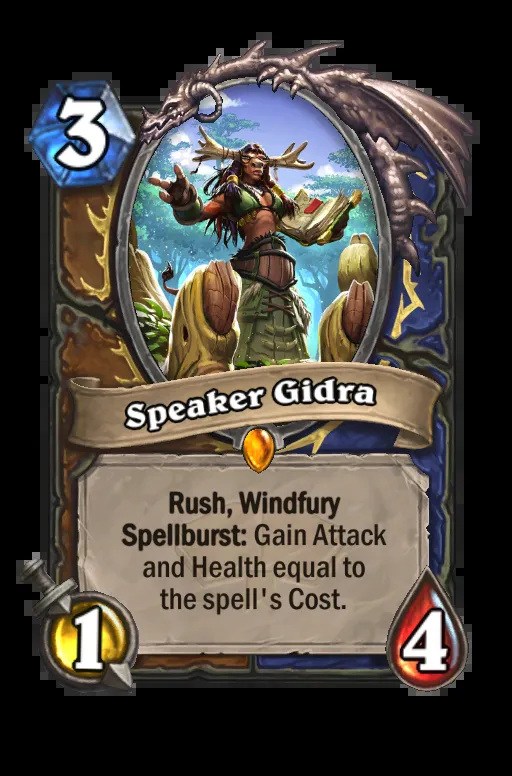 3
Speaker Gidra
Rush, Windfury
Spellburst: Gain Attack
and Health equal to
the spell's Cost.
1
4